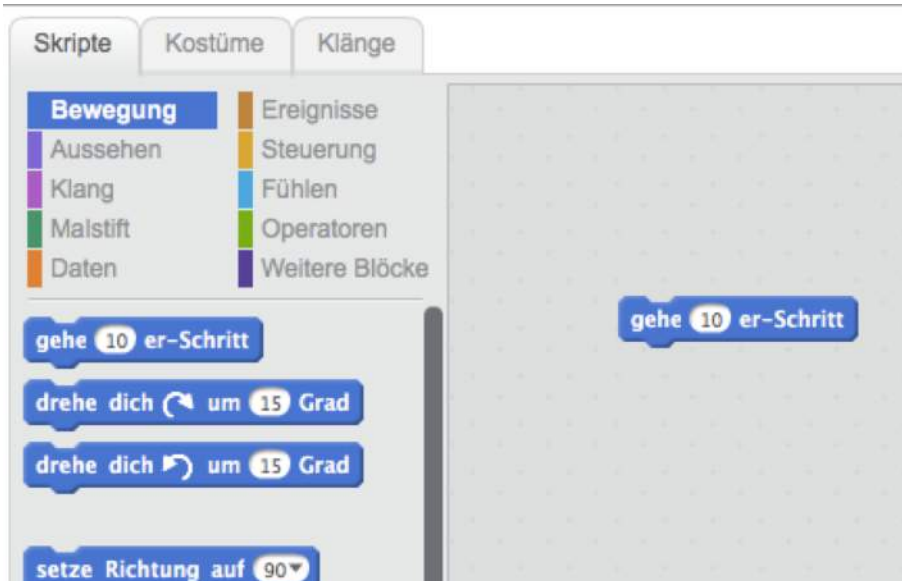 Skripte Kostüme Klänge
Bewegung Ereignisse
Aussehen Steuerung
Klang Fühlen
Malstift Operatoren
Daten Weitere Blöcke
gehe 10 er-Schritt
drehe dich um 15 Grad
drehe dich um 15 Grad
setze Richtung auf 90
gehe 10 er-Schritt